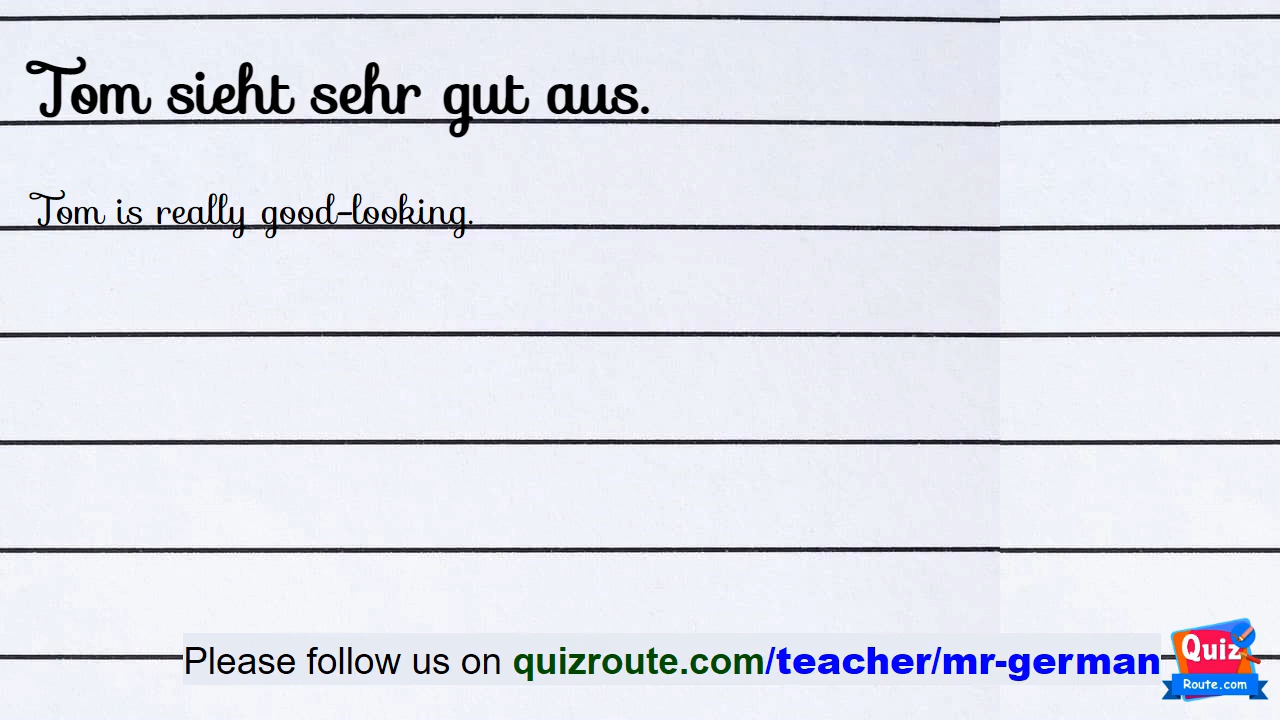 Tom sieht sehr gut aus.
Tom is really good-looking.
Please follow us on quizroute.com/teacher/mr-german
Quiz
Route.com